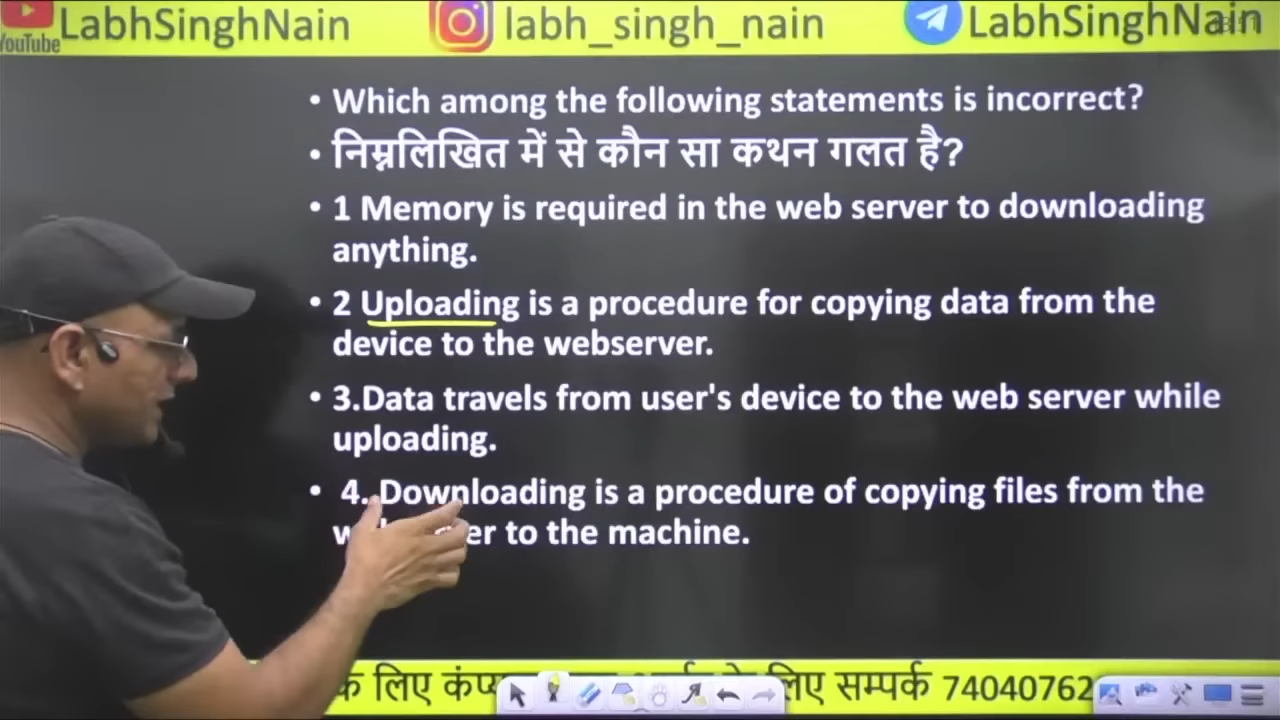 YouTube LabhSinghNain labh_singh_nain LabhSinghNain
• Which among the following statements is incorrect?
• निम्नलिखित में से कौन सा कथन गलत है?
• 1 Memory is required in the web server to downloading
anything.
• 2 Uploading is a procedure for copying data from the
device to the webserver.
• 3.Data travels from user's device to the web server while
uploading.
• 4. Downloading is a procedure of copying files from the
to the machine.
के लिए लिए सम्पर्क 74040762